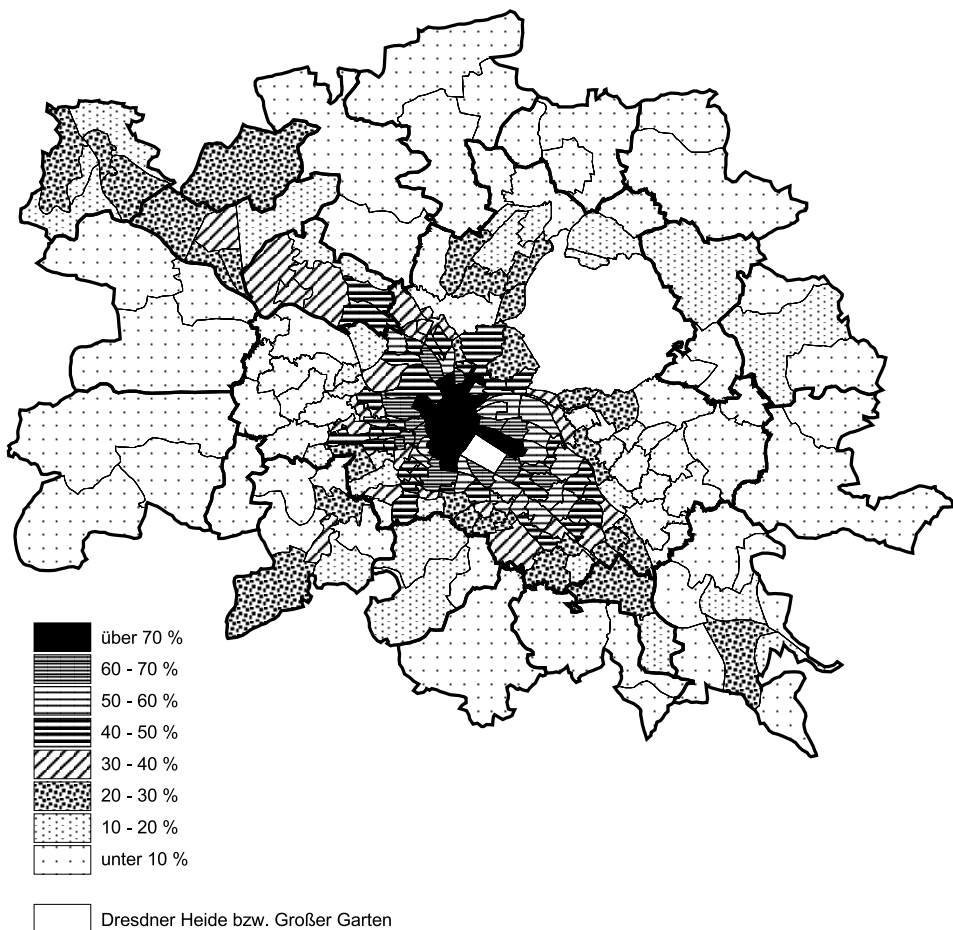 über 70 %
60 - 70 %
50 - 60 %
40 - 50 %
30 - 40 %
20 - 30 %
10 - 20 %
unter 10 %
Dresdner Heide bzw. Großer Garten